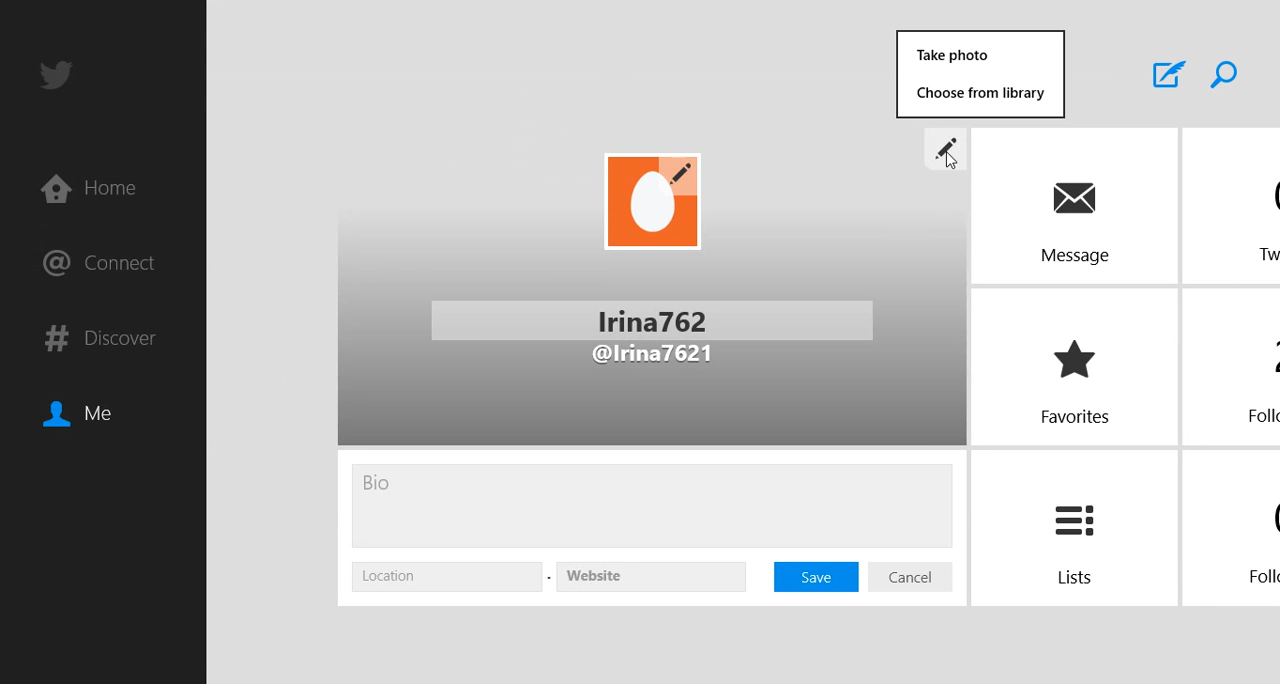 Take photo
Choose from library
Home
Connect
Discover
Me
Irina762
@Irina7621
Bio
Location · Website
Save
Cancel
Message
Favorites
Lists